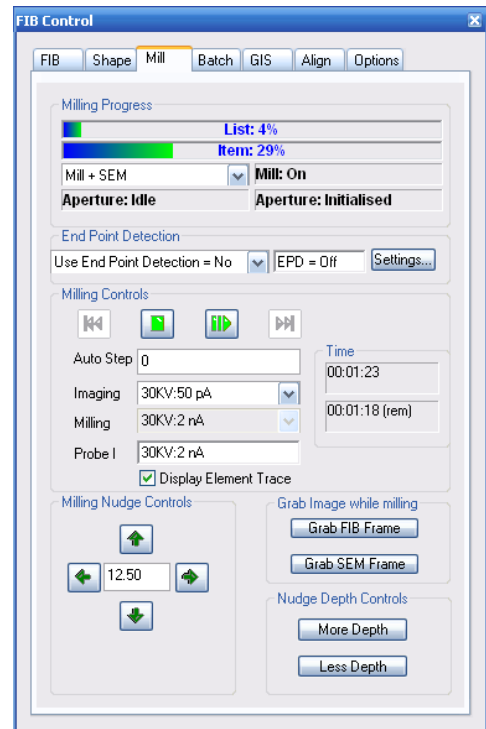 FIB Control
FIB Shape Mill Batch GIS Align Options
Milling Progress
List: 4%
Item: 29%
Mill + SEM Mill: On
Aperture: Idle Aperture: Initialised
End Point Detection
Use End Point Detection = No EPD = Off Settings...
Milling Controls
Auto Step 0
Imaging 30KV:50 pA
Milling 30KV:2 nA
Probe I 30KV:2 nA
Display Element Trace
Time
00:01:23
00:01:18 (rem)
Milling Nudge Controls
12.50
Grab Image while milling
Grab FIB Frame
Grab SEM Frame
Nudge Depth Controls
More Depth
Less Depth